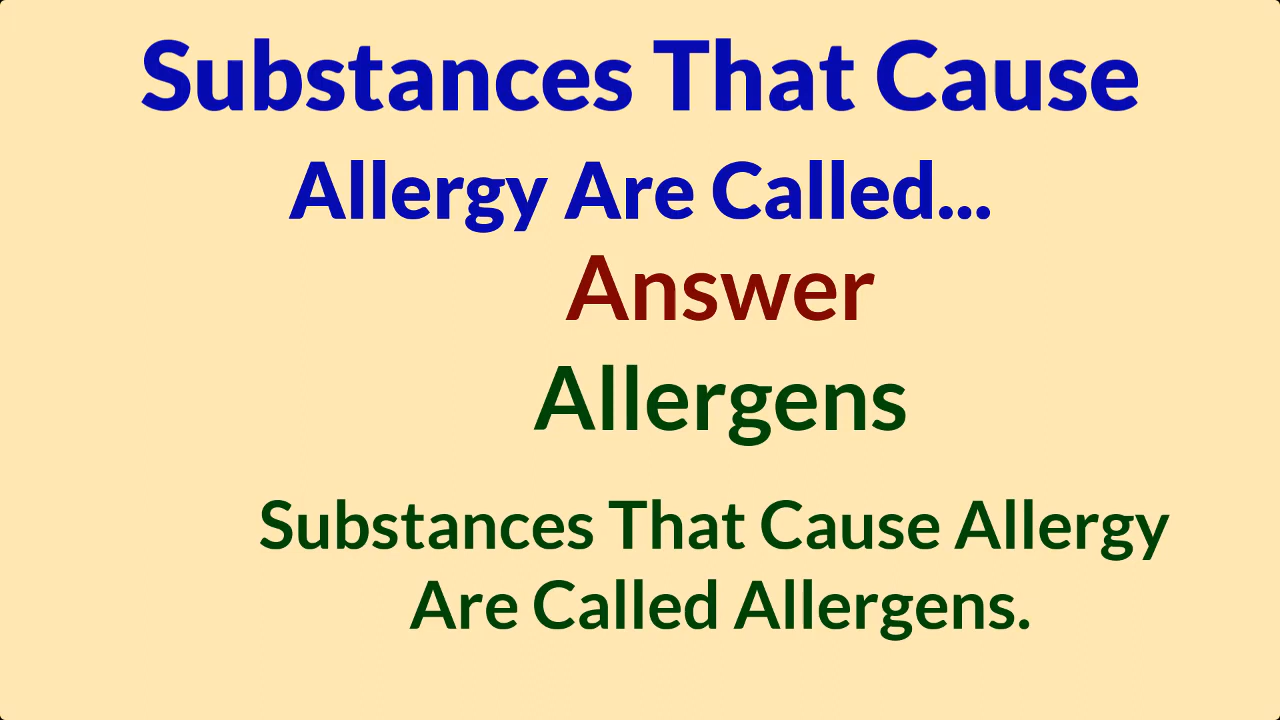 Substances That Cause
Allergy Are Called...
Answer
Allergens
Substances That Cause Allergy
Are Called Allergens.